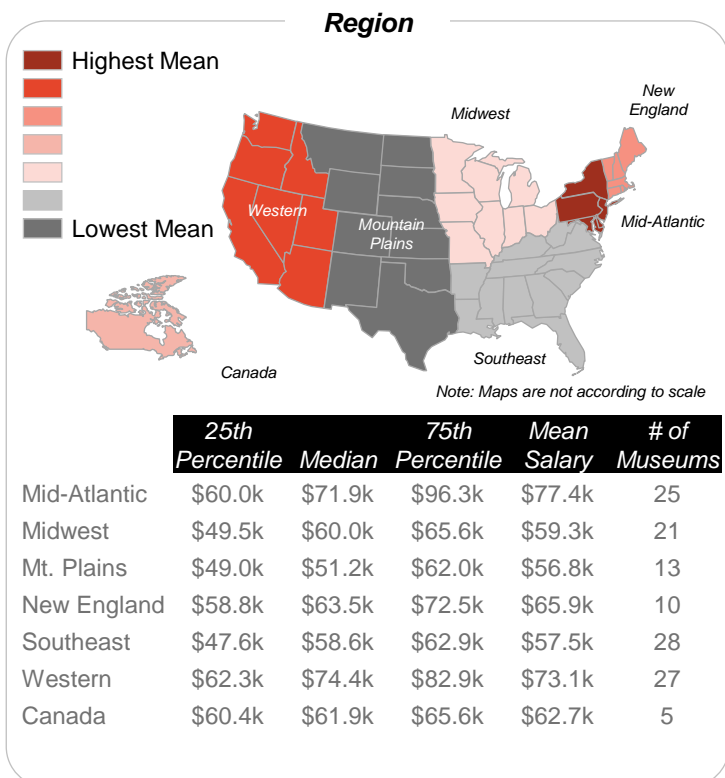 Region
Highest Mean
Lowest Mean
New
England
Midwest
Western
Mountain
Plains
Mid-Atlantic
Southeast
Canada
Note: Maps are not according to scale
25th Percentile Median 75th Percentile Mean Salary # of Museums
Mid-Atlantic $60.0k $71.9k $96.3k $77.4k 25
Midwest $49.5k $60.0k $65.6k $59.3k 21
Mt. Plains $49.0k $51.2k $62.0k $56.8k 13
New England $58.8k $63.5k $72.5k $65.9k 10
Southeast $47.6k $58.6k $62.9k $57.5k 28
Western $62.3k $74.4k $82.9k $73.1k 27
Canada $60.4k $61.9k $65.6k $62.7k 5